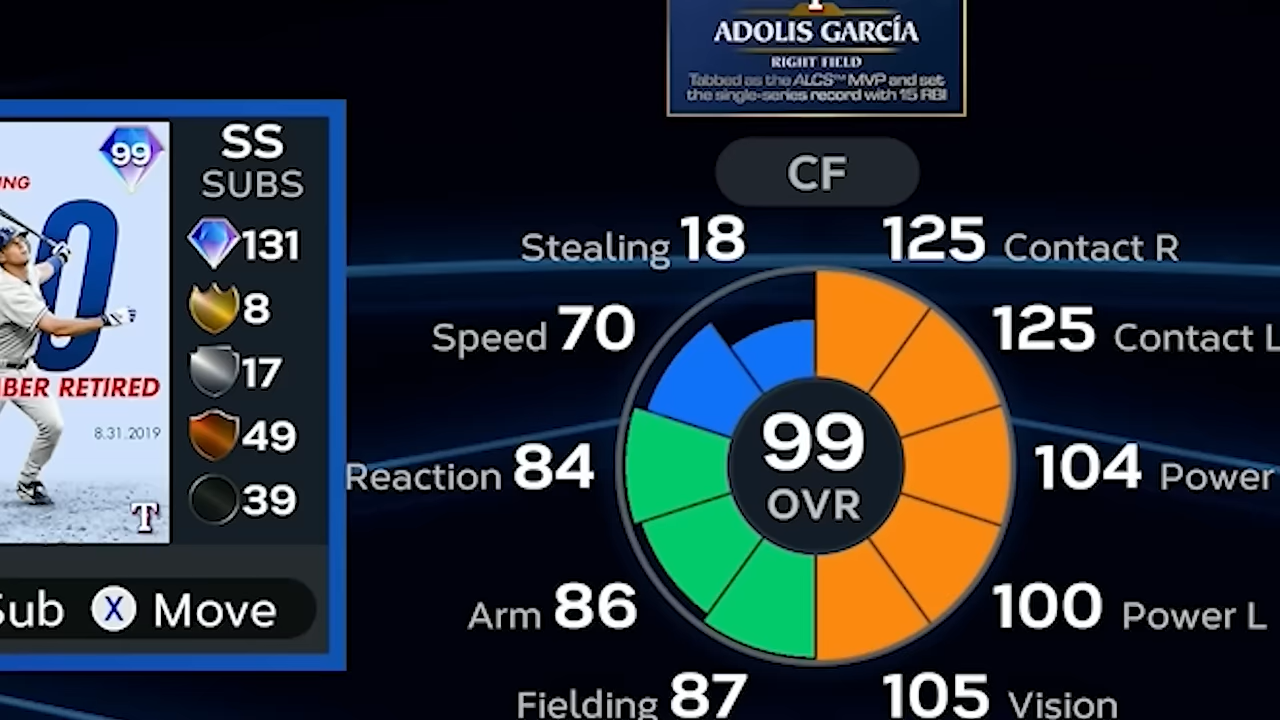 T
ADOLIS GARCÍA
RIGHT FIELD
Tabbed as the ALCS™ MVP and set
the single-series record with 15 RBI
99
SS
SUBS
131
8
17
49
39
8.31.2019
RETIRED
T
X Move
CF
Stealing 18
125 Contact R
Speed 70
125 Contact L
Reaction 84
104 Power
Arm 86
100 Power L
Fielding 87
105 Vision
99
OVR